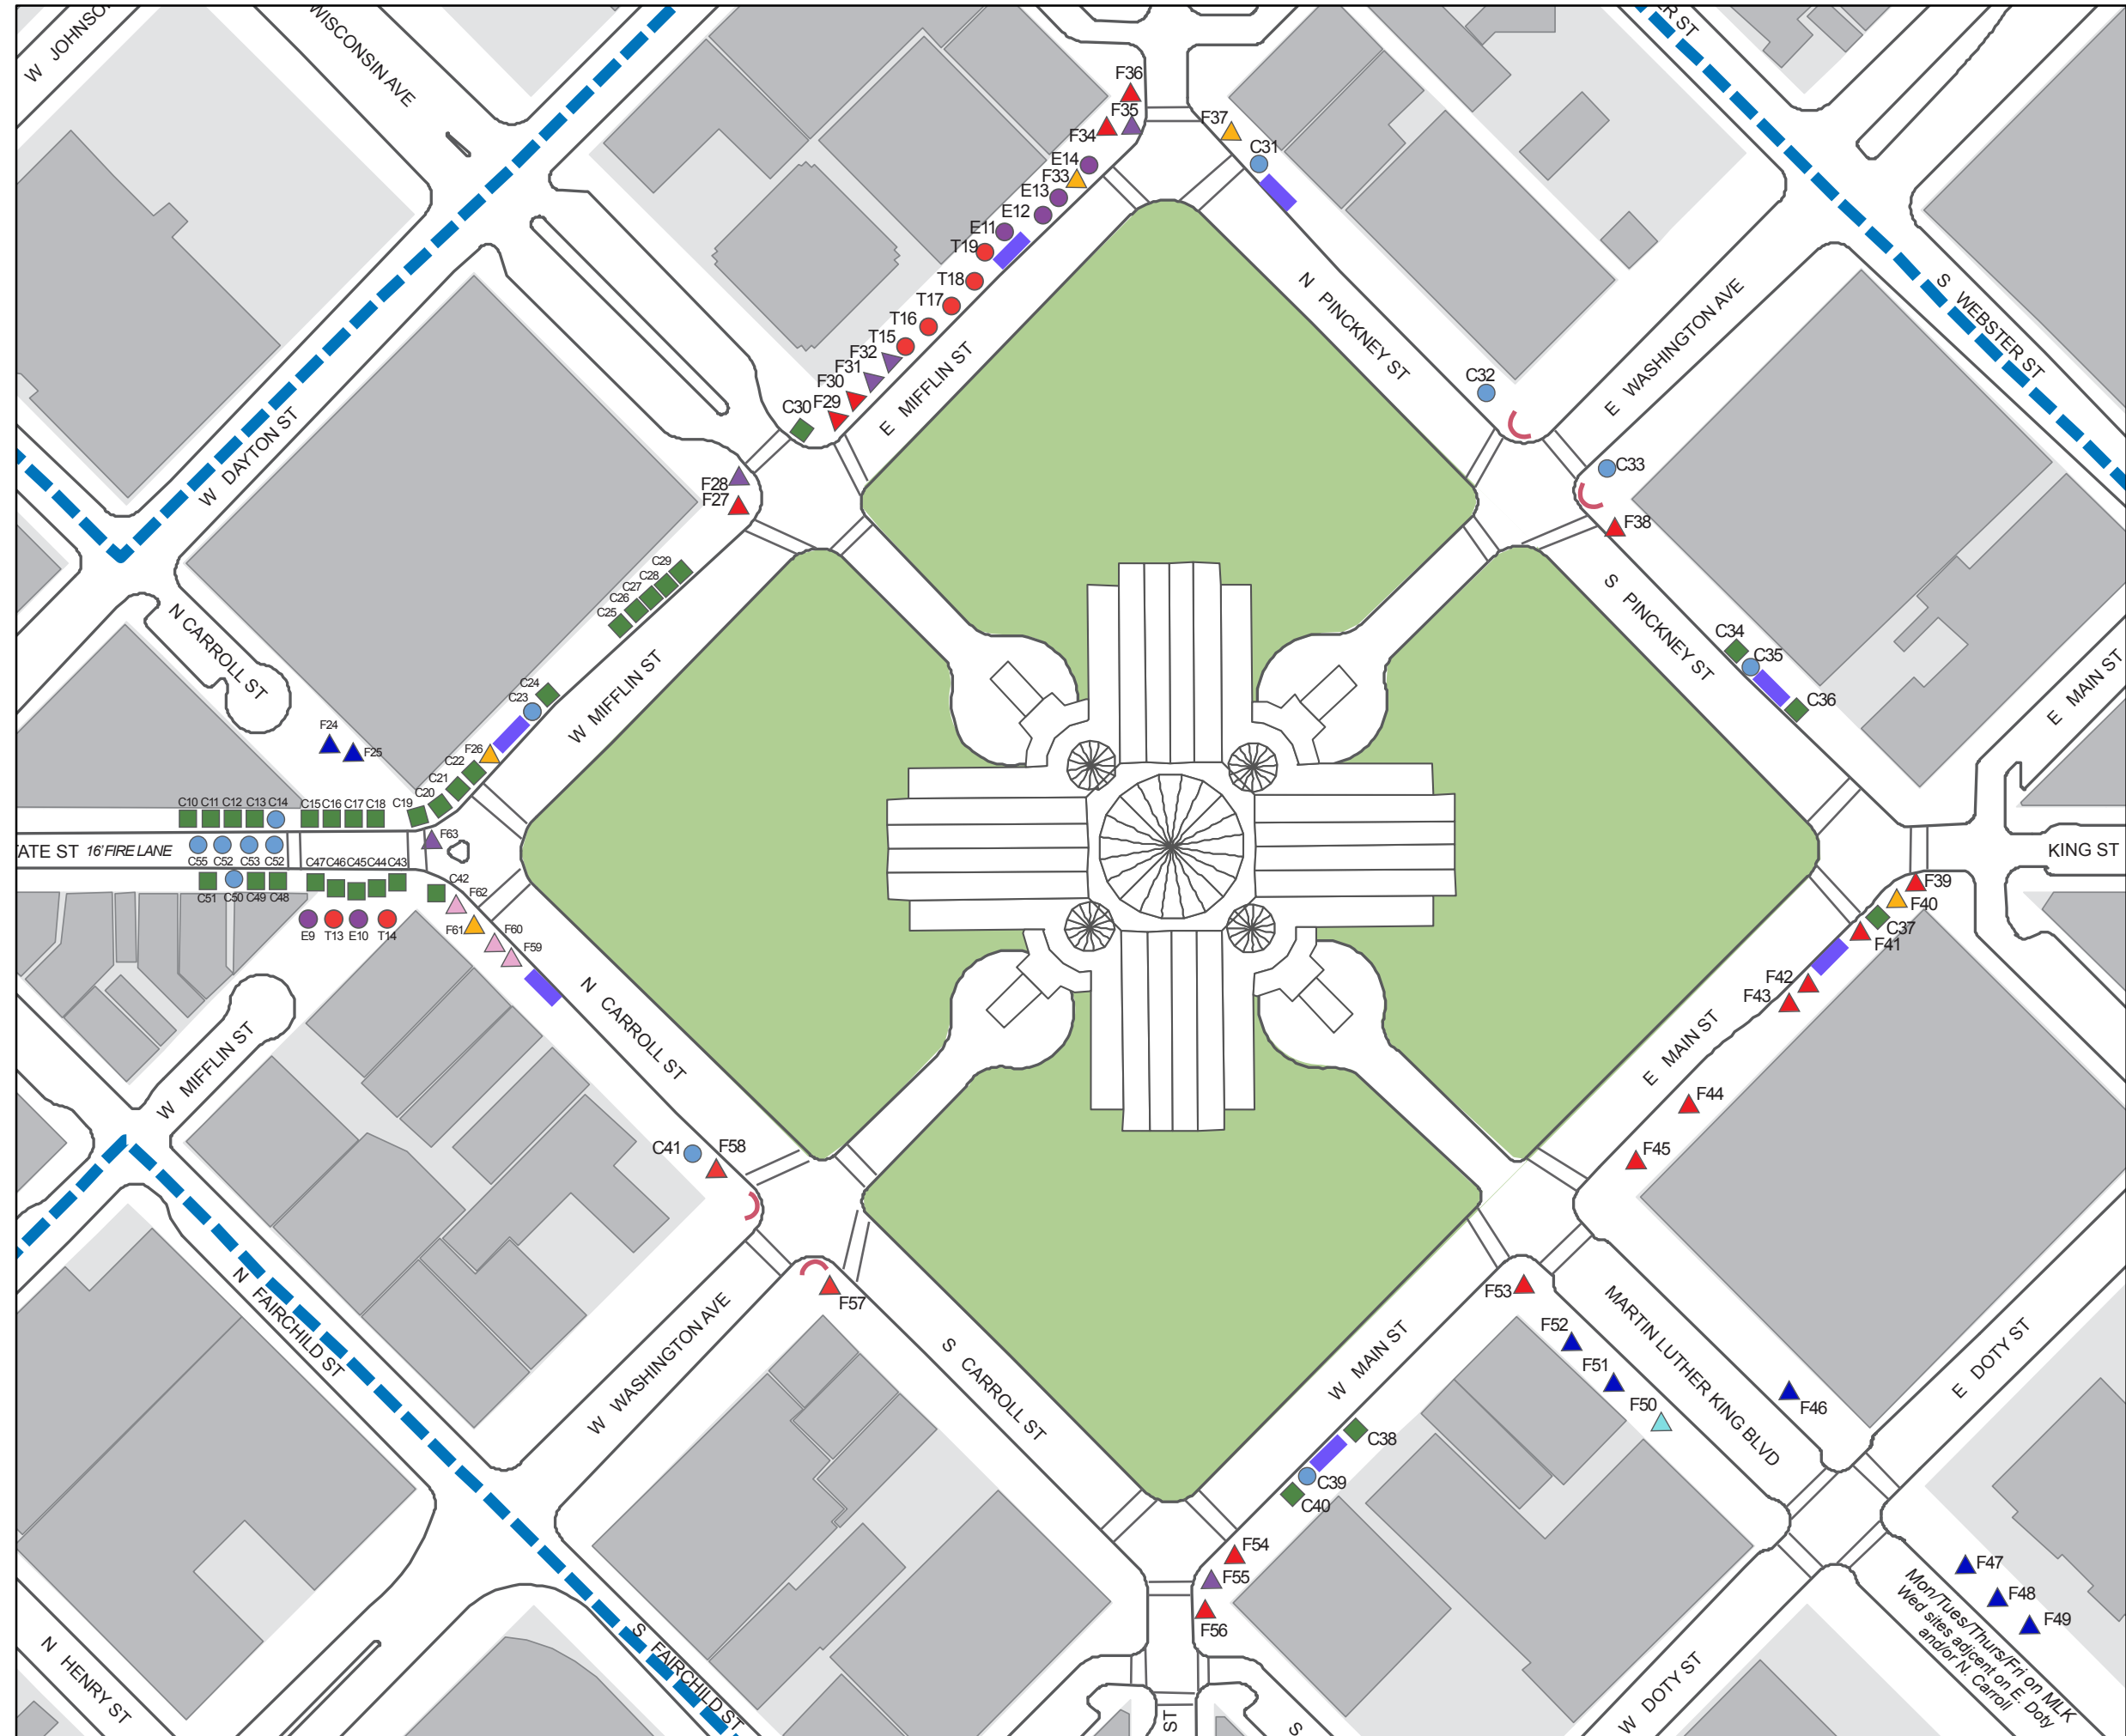 W JOHNSO
WISCONSIN AVE
ER ST
F36
F35
F34
F37
C31
E14
F33
E13
E12
E11
T19
T18
T17
T16
T15
F32
F31
F30
F29
C30
E MIFFLIN ST
N PINCKNEY ST
E WASHINGTON AVE
S WEBSTER ST
C32
C33
F38
W DAYTON ST
F28
F27
C29
C28
C27
C26
C25
N CARROLL ST
W MIFFLIN ST
S PINCKNEY ST
C34
C35
C36
E MAIN ST
C24
C23
F24
F25
F26
C22
C21
C20
C19
C10 C11 C12 C13 C14 C15 C16 C17 C18
F63
ATE ST 16' FIRE LANE
KING ST
C55 C52 C53 C52 C47 C46 C45 C44 C43
C51 C50 C49 C48
C42
F62
F61
F60
F59
E9 T13 E10 T14
F39
F40
C37
F41
F42
F43
W MIFFLIN ST
N CARROLL ST
E MAIN ST
F44
F45
C41
F58
F57
F53
F52
F51
F50
F46
N FAIRCHILD ST
W WASHINGTON AVE
S CARROLL ST
W MAIN ST
MARTIN LUTHER KING BLVD
E DOTY ST
C38
C39
C40
F54
F55
F56
F47
F48
F49
Mon/Tues/Thurs/Fri on MLK
Wed sites adjcent on E. Doty
and/or N. Carroll
N HENRY ST
S FAIRCHILD ST
ST
S
W DOTY ST